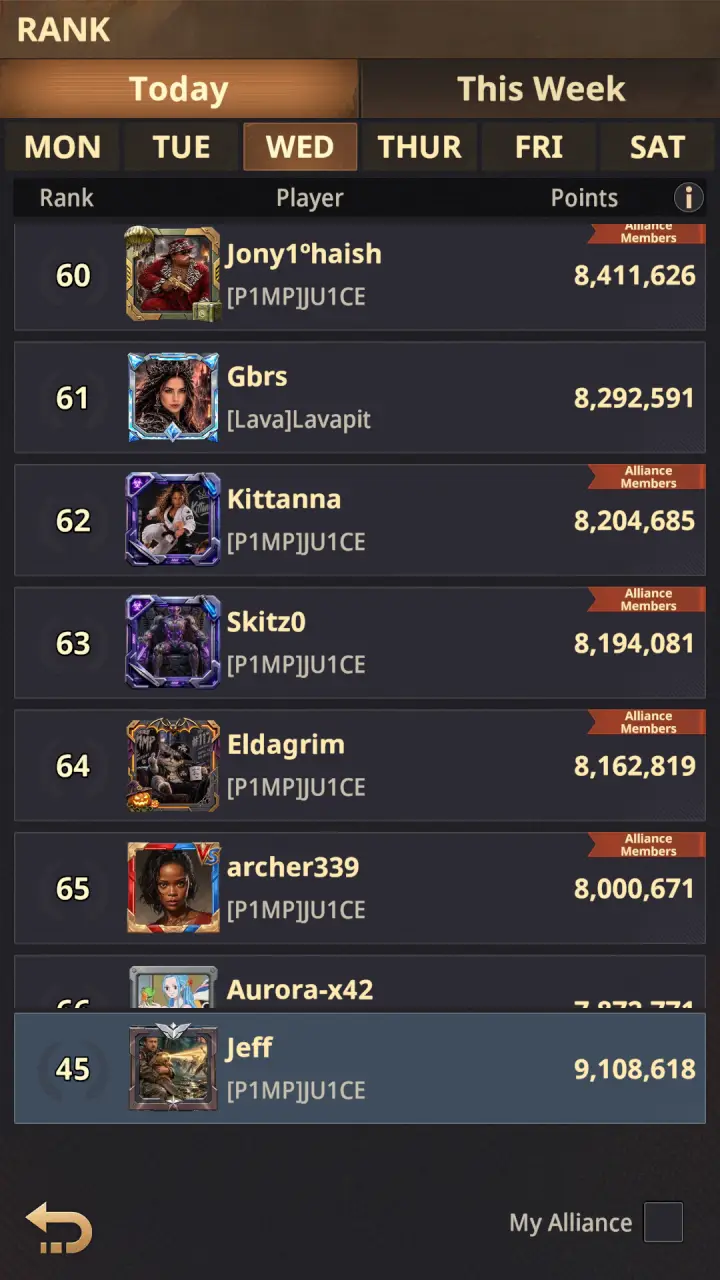 RANK
Today
This Week
MON
TUE
WED
THUR
FRI
SAT
Rank
Player
Points
60
Jony1ºhaish
[P1MP]JU1CE
Alliance
Members
8,411,626
61
Gbrs
[Lava]Lavapit
8,292,591
62
Kittanna
[P1MP]JU1CE
Alliance
Members
8,204,685
63
Skitz0
[P1MP]JU1CE
Alliance
Members
8,194,081
64
Eldagrim
[P1MP]JU1CE
Alliance
Members
8,162,819
65
VS
archer339
[P1MP]JU1CE
Alliance
Members
8,000,671
Aurora-x42
45
Jeff
[P1MP]JU1CE
9,108,618
My Alliance